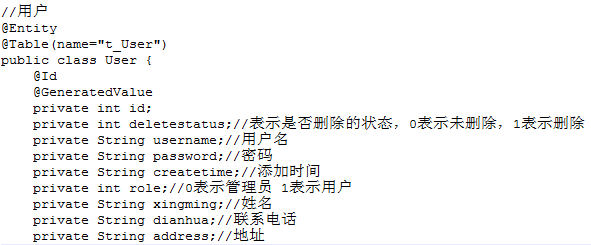 //用户
@Entity
@Table(name="t_User")
public class User {
@Id
@GeneratedValue
private int id;
private int deletestatus;//表示是否删除的状态，0表示未删除，1表示删除
private String username;//用户名
private String password;//密码
private String createtime;//添加时间
private int role;//0表示管理员 1表示用户
private String xingming;//姓名
private String dianhua;//联系电话
private String address;//地址